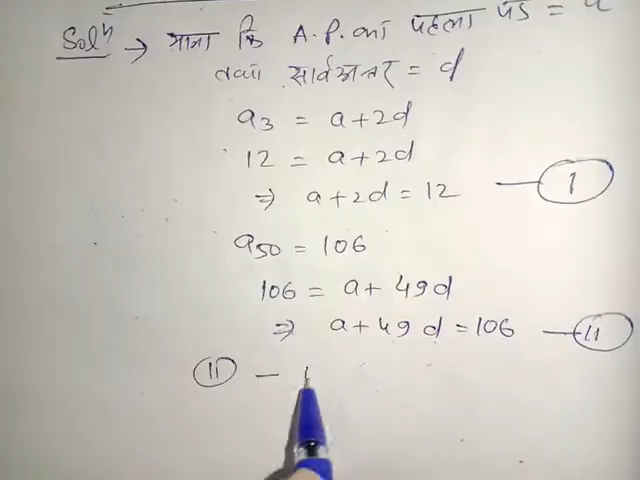 Solⁿ → माना कि A.P. का पहला पद = a
तथा सार्वअन्तर = d
a₃ = a+2d
12 = a+2d
⇒ a+2d = 12 — (1)
a₅₀ = 106
106 = a+ 49d
⇒ a+49d = 106 — (11)
(11) —